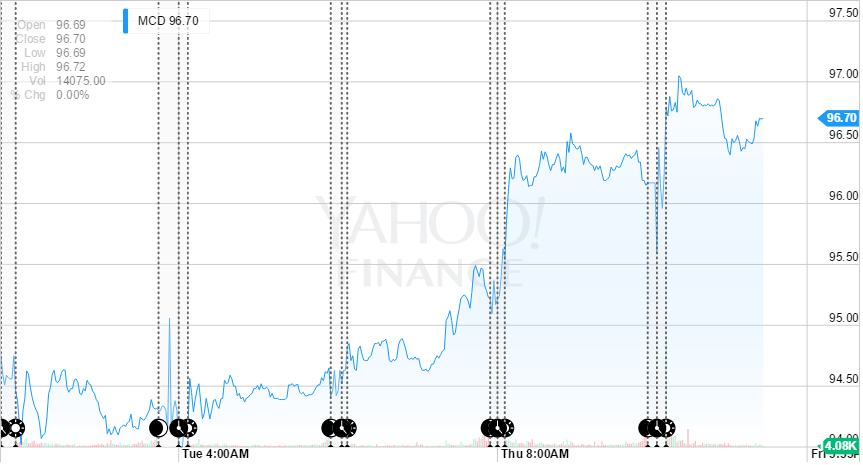 MCD 96.70
Open 96.69
Close 96.70
Low 96.69
High 96.72
Vol 14075.00
% Chg 0.00%
97.50
97.00
96.70
96.50
96.00
95.50
95.00
94.50
YAHOO!
FINANCE
4.08K
Tue 4:00AM
Thu 8:00AM
Fri